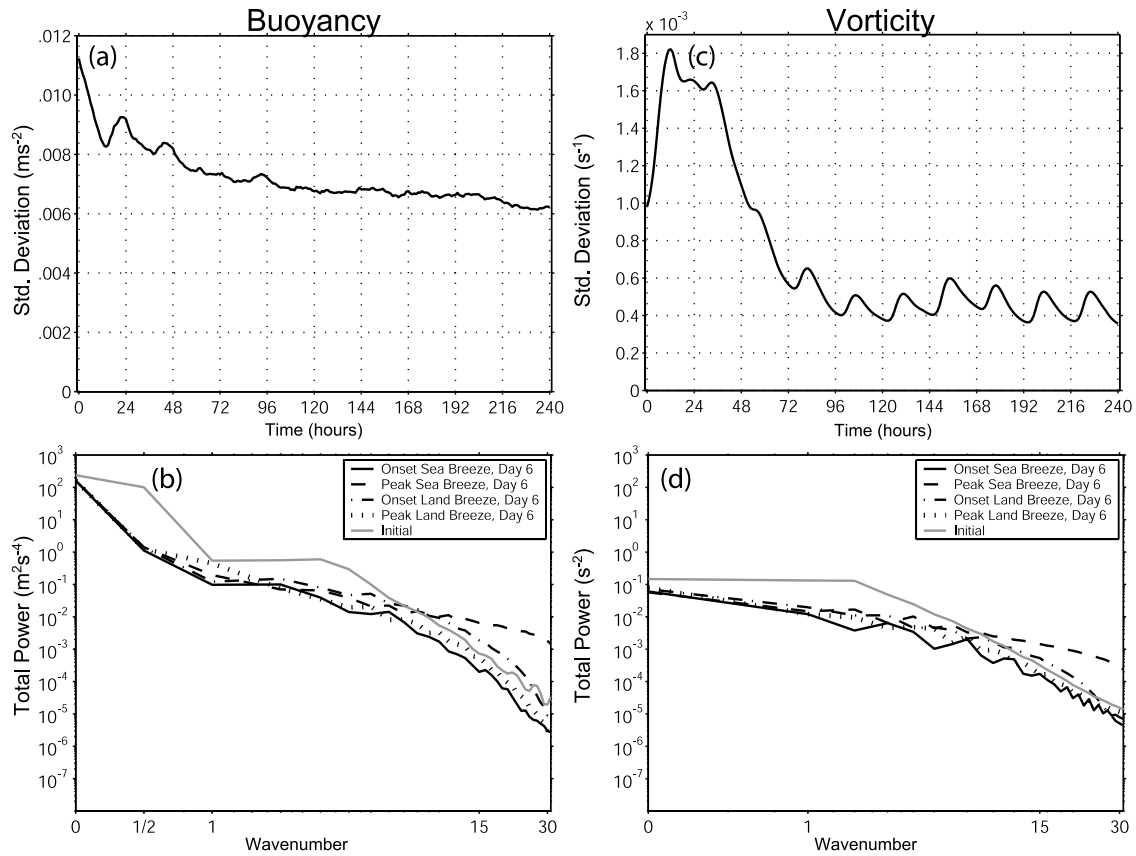 Buoyancy
(a)
Std. Deviation (ms-2)
.012
.010
.008
.006
.004
.002
0
0 24 48 72 96 120 144 168 192 216 240
Time (hours)
Vorticity
x 10-3
(c)
Std. Deviation (s-1)
1.8
1.6
1.4
1.2
1.0
0.8
0.6
0.4
0.2
0
0 24 48 72 96 120 144 168 192 216 240
Time (hours)
(b)
Total Power (m2s-4)
103
102
101
100
10-1
10-2
10-3
10-4
10-5
10-6
10-7
Onset Sea Breeze, Day 6
Peak Sea Breeze, Day 6
Onset Land Breeze, Day 6
Peak Land Breeze, Day 6
Initial
0 1/2 1 15 30
Wavenumber
(d)
Total Power (s-2)
103
102
101
100
10-1
10-2
10-3
10-4
10-5
10-6
10-7
Onset Sea Breeze, Day 6
Peak Sea Breeze, Day 6
Onset Land Breeze, Day 6
Peak Land Breeze, Day 6
Initial
0 1 15 30
Wavenumber